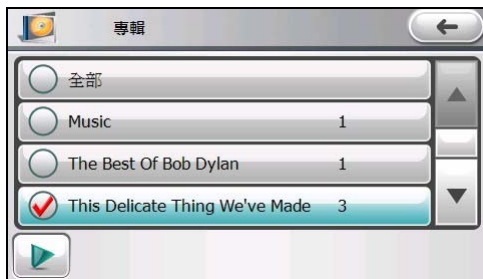 專輯
全部
Music 1
The Best Of Bob Dylan 1
This Delicate Thing We've Made 3